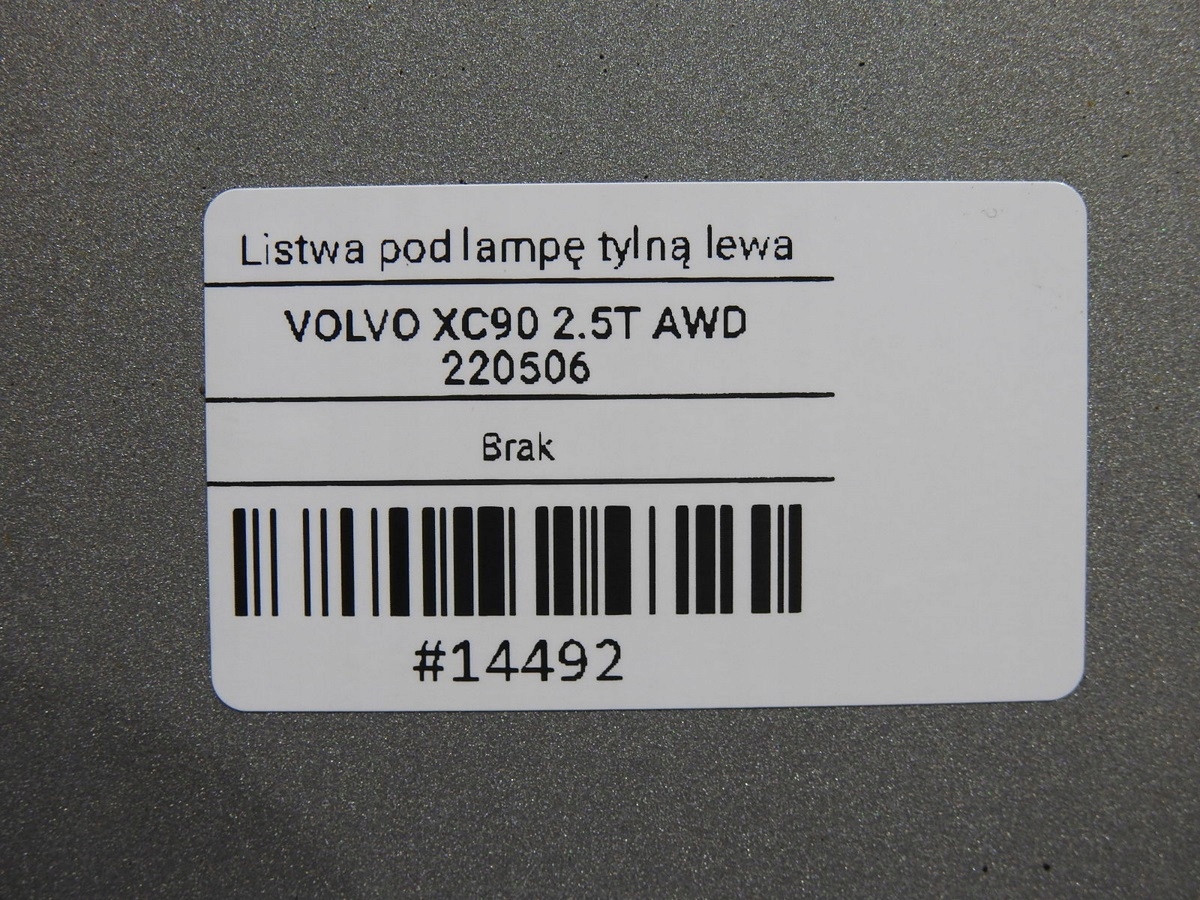 Listwa pod lampę tylną lewa
VOLVO XC90 2.5T AWD
220506
Brak
#14492